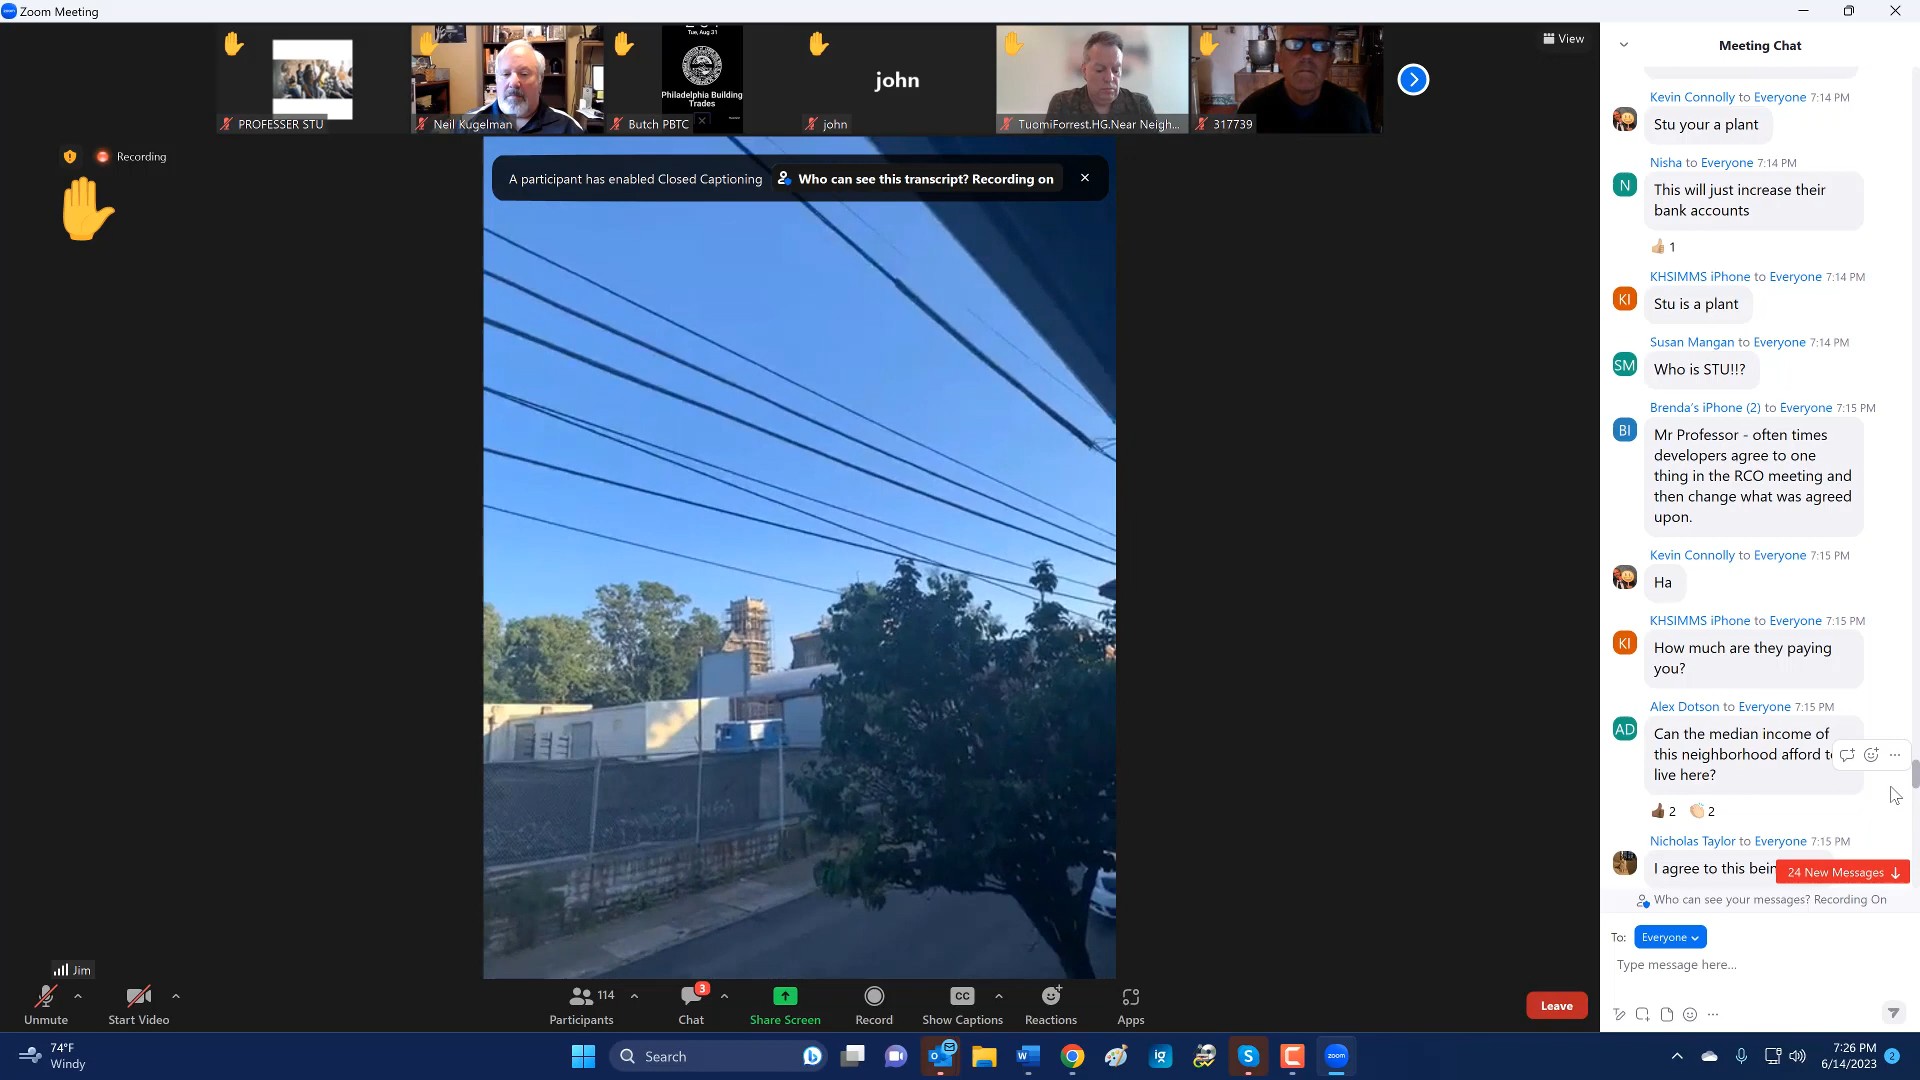 Zoom Meeting
View
Tue, Aug 31
Philadelphia Building
Trades
john
PROFESSER STU
Neil Kugelman
Butch PBTC
john
TuomiForrest.HG.Near Neigh...
317739
Recording
A participant has enabled Closed Captioning
Who can see this transcript? Recording on
Jim
Unmute
Start Video
114
Participants
3
Chat
Share Screen
Record
CC
Show Captions
Reactions
Apps
Leave
Meeting Chat
Kevin Connolly to Everyone 7:14 PM
Stu your a plant
Nisha to Everyone 7:14 PM
N
This will just increase their
bank accounts
1
KHSIMMS iPhone to Everyone 7:14 PM
KI
Stu is a plant
Susan Mangan to Everyone 7:14 PM
SM
Who is STU!!?
Brenda's iPhone (2) to Everyone 7:15 PM
BI
Mr Professor - often times
developers agree to one
thing in the RCO meeting and
then change what was agreed
upon.
Kevin Connolly to Everyone 7:15 PM
Ha
KHSIMMS iPhone to Everyone 7:15 PM
KI
How much are they paying
you?
Alex Dotson to Everyone 7:15 PM
AD
Can the median income of
this neighborhood afford
live here?
2 2
Nicholas Taylor to Everyone 7:15 PM
I agree to this
24 New Messages
Who can see your messages? Recording On
To: Everyone
Type message here...
74°F
Windy
Search
7:26 PM
6/14/2023
2